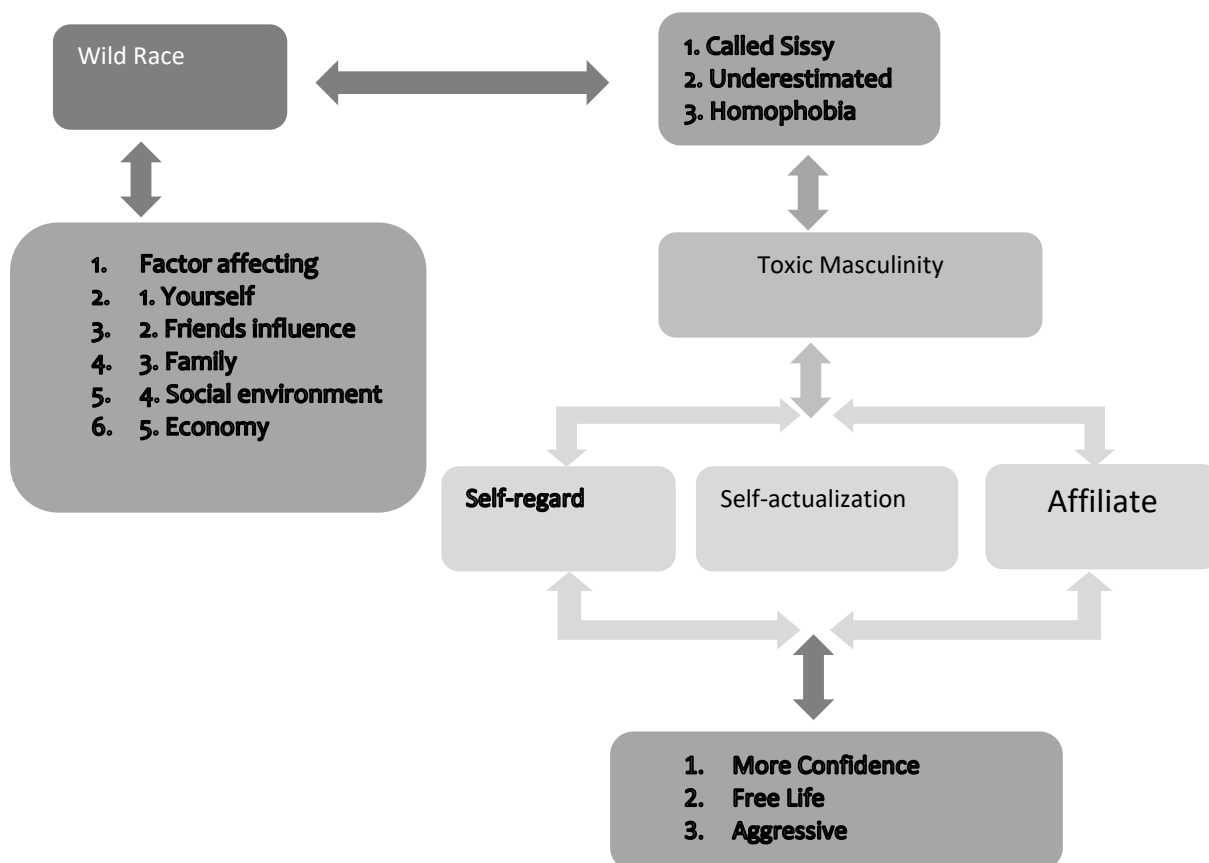 Wild Race
1. Called Sissy
2. Underestimated
3. Homophobia
1. Factor affecting
2. 1. Yourself
3. 2. Friends influence
4. 3. Family
5. 4. Social environment
6. 5. Economy
Toxic Masculinity
Self-regard
Self-actualization
Affiliate
1. More Confidence
2. Free Life
3. Aggressive